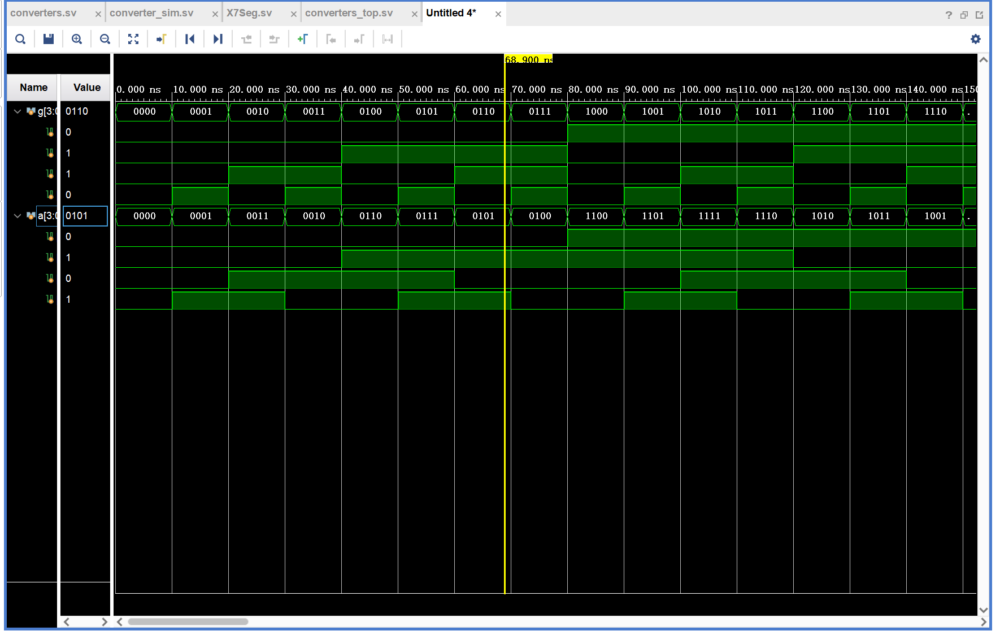 converters.sv × converter_sim.sv × X7Seg.sv × converters_top.sv × Untitled 4* × ?
68.900 ns
Name Value 0.000 ns 10.000 ns 20.000 ns 30.000 ns 40.000 ns 50.000 ns 60.000 ns 70.000 ns 80.000 ns 90.000 ns 100.000 ns 110.000 ns 120.000 ns 130.000 ns 140.000 ns 150
g[3:0 0110 0000 0001 0010 0011 0100 0101 0110 0111 1000 1001 1010 1011 1100 1101 1110 .
0
1
1
0
a[3:0 0101 0000 0001 0011 0010 0110 0111 0101 0100 1100 1101 1111 1110 1010 1011 1001 .
0
1
0
1